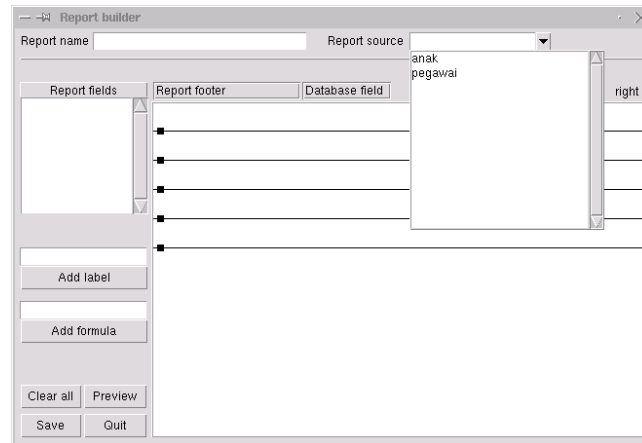 Report builder
Report name
Report source
anak
pegawai
Report fields
Report footer
Database field
right
Add label
Add formula
Clear all
Preview
Save
Quit